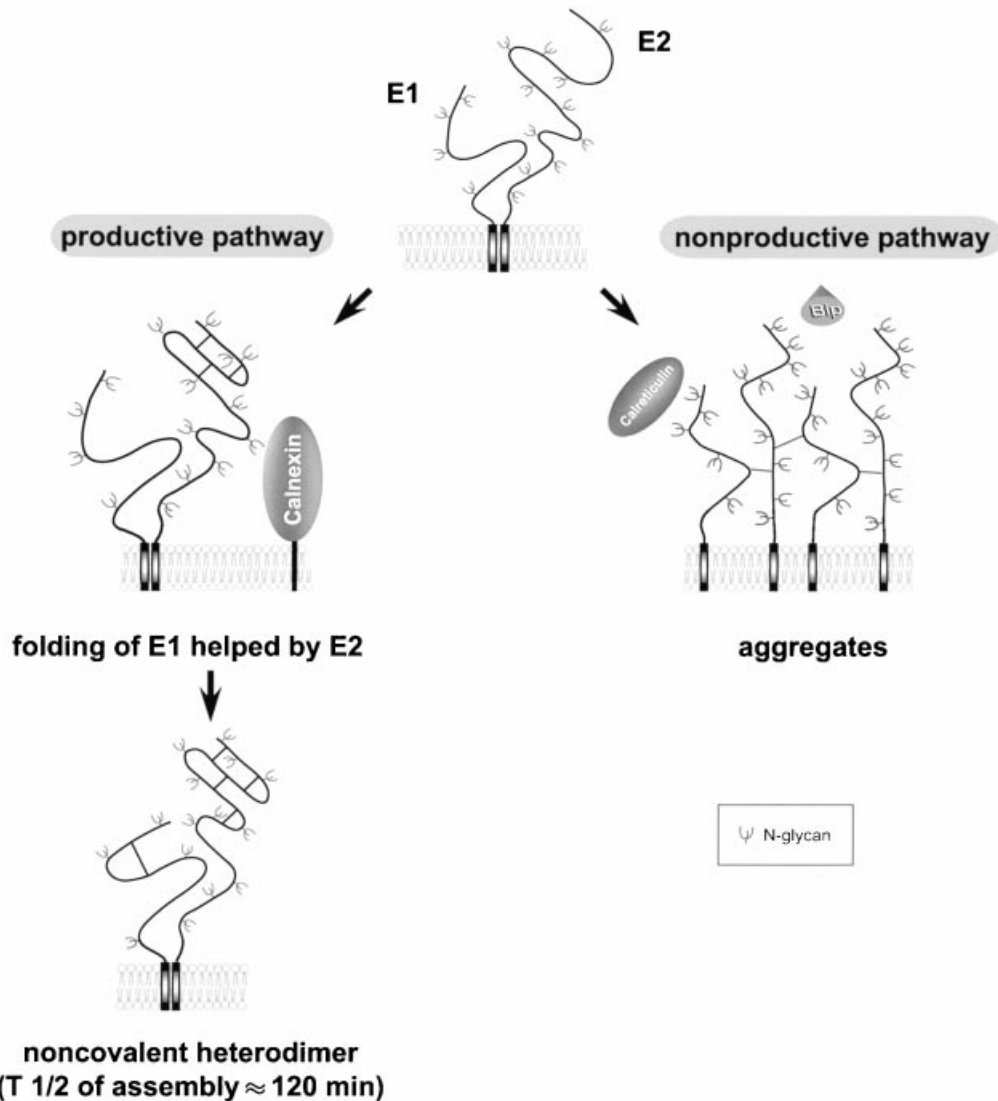 E2
E1
productive pathway
nonproductive pathway
Bip
Calreticulin
Calnexin
folding of E1 helped by E2
aggregates
N-glycan
noncovalent heterodimer
(T 1/2 of assembly ≈ 120 min)